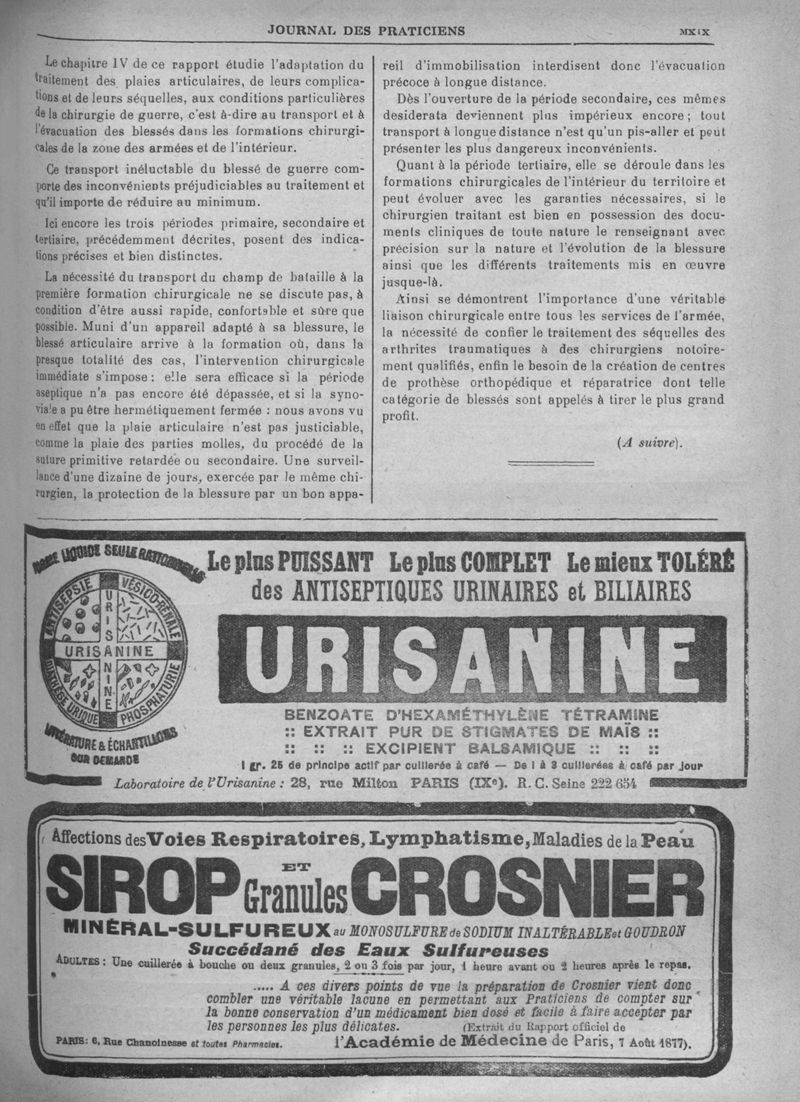 JOURNAL DES PRATICIENS
MXIX
Le chapitre IV de ce rapport étudie l'adaptation du
traitement des plaies articulaires, de leurs complica-
tions et de leurs séquelles, aux conditions particulières
de la chirurgie de guerre, c'est à-dire au transport et à
l'évacuation des blessés dans les formations chirurgi-
cales de la zone des armées et de l'intérieur.
Ce transport inéluctable du blessé de guerre com-
porte des inconvénients préjudiciables au traitement et
qu'il importe de réduire au minimum.
Ici encore les trois périodes primaire, secondaire et
tertiaire, précédemment décrites, posent des indica-
tions précises et bien distinctes.
La nécessité du transport du champ de bataille à la
première formation chirurgicale ne se discute pas, à
condition d'être aussi rapide, confortable et sûre que
possible. Muni d'un appareil adapté à sa blessure, le
blessé articulaire arrive à la formation où, dans la
presque totalité des cas, l'intervention chirurgicale
immédiate s'impose : elle sera efficace si la période
aseptique n'a pas encore été dépassée, et si la syno-
viale a pu être hermétiquement fermée : nous avons vu
en effet que la plaie articulaire n'est pas justiciable,
comme la plaie des parties molles, du procédé de la
suture primitive retardée ou secondaire. Une surveil-
lance d'une dizaine de jours, exercée par le même chi-
rurgien, la protection de la blessure par un bon appa-
reil d'immobilisation interdisent donc l'évacuation
précoce à longue distance.
Dès l'ouverture de la période secondaire, ces mêmes
desiderata deviennent plus impérieux encore ; tout
transport à longue distance n'est qu'un pis-aller et peut
présenter les plus dangereux inconvénients.
Quant à la période tertiaire, elle se déroule dans les
formations chirurgicales de l'intérieur du territoire et
peut évoluer avec les garanties nécessaires, si le
chirurgien traitant est bien en possession des docu-
ments cliniques de toute nature le renseignant avec
précision sur la nature et l'évolution de la blessure
ainsi que les différents traitements mis en œuvre
jusque-là.
Ainsi se démontrent l'importance d'une véritable
liaison chirurgicale entre tous les services de l'armée,
la nécessité de confier le traitement des séquelles des
arthrites traumatiques à des chirurgiens notoire-
ment qualifiés, enfin le besoin de la création de centres
de prothèse orthopédique et réparatrice dont telle
catégorie de blessés sont appelés à tirer le plus grand
profit.
(A suivre).
FORME LIQUIDE SEULE RATIONNELLE
ANTISEPSIE VÉSICO-RÉNALE
URISANINE
URISANINE
DIATHÈSE URIQUE PHOSPHATURIE
LITTÉRATURE & ÉCHANTILLONS
SUR DEMANDE
Le plus PUISSANT Le plus COMPLET Le mieux TOLÉRÉ
des ANTISEPTIQUES URINAIRES et BILIAIRES
URISANINE
BENZOATE D'HEXAMÉTHYLÈNE TÉTRAMINE
:: EXTRAIT PUR DE STIGMATES DE MAÏS ::
:: :: :: EXCIPIENT BALSAMIQUE :: :: ::
1 gr. 25 de principe actif par cuillerée à café — De 1 à 3 cuillerées à café par jour
Laboratoire de l'Urisanine : 28, rue Milton PARIS (IXe). R. C. Seine 222 654
Affections des Voies Respiratoires, Lymphatisme, Maladies de la Peau
SIROP ET Granules CROSNIER
MINÉRAL-SULFUREUX au MONOSULFURE de SODIUM INALTÉRABLE et GOUDRON
Succédané des Eaux Sulfureuses
ADULTES : Une cuillerée à bouche ou deux granules, 2 ou 3 fois par jour, 1 heure avant ou 2 heures après le repas.
..... A ces divers points de vue la préparation de Crosnier vient donc
combler une véritable lacune en permettant aux Praticiens de compter sur
la bonne conservation d'un médicament bien dosé et facile à faire accepter par
les personnes les plus délicates. (Extrait du Rapport officiel de
PARIS: 6, Rue Chanoinesse et toutes Pharmacies. l'Académie de Médecine de Paris, 7 Août 1877).